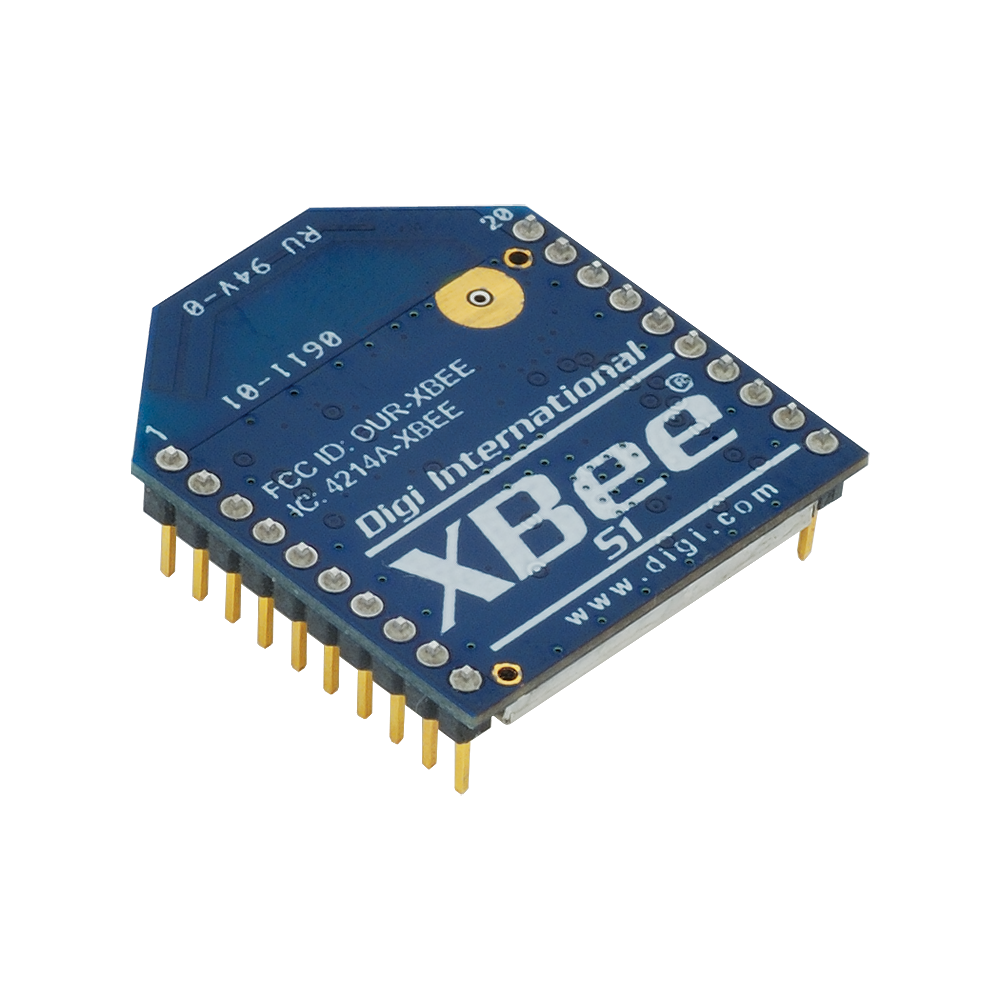 20
RU 94V-0
0611-01
1
FCC ID: OUR-XBEE
IC: 4214A-XBEE
Digi International
XBee®
S1
www.digi.com